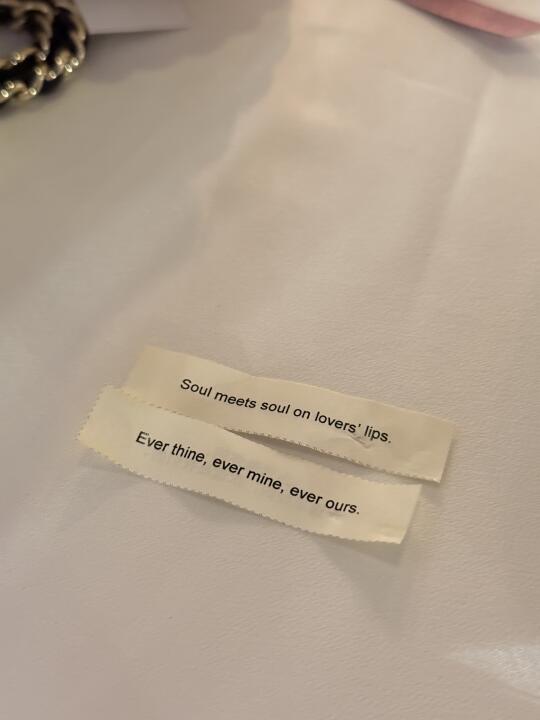 Soul meets soul on lovers' lips.
Ever thine, ever mine, ever ours.